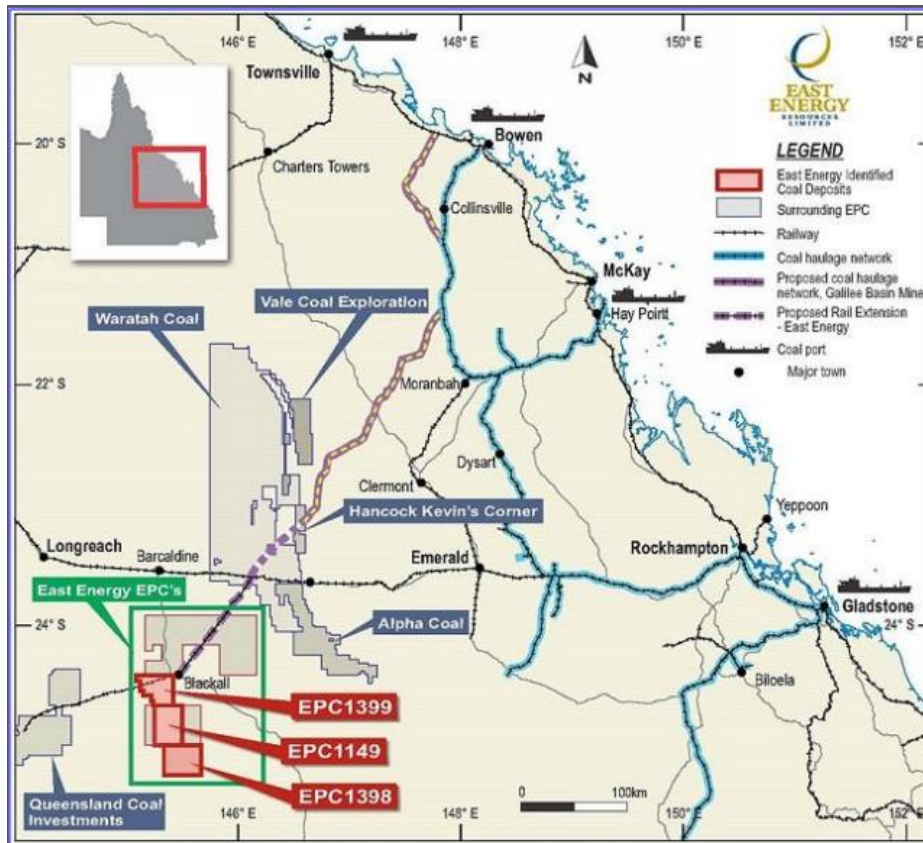 146° E
148° E
150° E
152° E
Townsville
N
EAST
ENERGY
RESOURCES
LIMITED
20° S
Bowen
Charters Towers
LEGEND
East Energy Identified
Coal Deposits
Surrounding EPC
Railway
Coal haulage network
Proposed coal haulage
network, Galilee Basin Mine
Proposed Rail Extension
- East Energy
Coal port
Major town
Collinsville
McKay
Hay Poirtt
Vale Coal Exploration
Waratah Coal
22° S
Moranbah
Dysart
Clermont
Hancock Kevin's Corner
Yeppoon
Longreach
Barcaldine
Emerald
Rockhampton
East Energy EPC's
Gladstone
24° S
Alpha Coal
24° S
Blackall
Biloela
EPC1399
EPC1149
EPC1398
Queensland Coal
Investments
0
100km
146° E
148° E
150° E
152° E